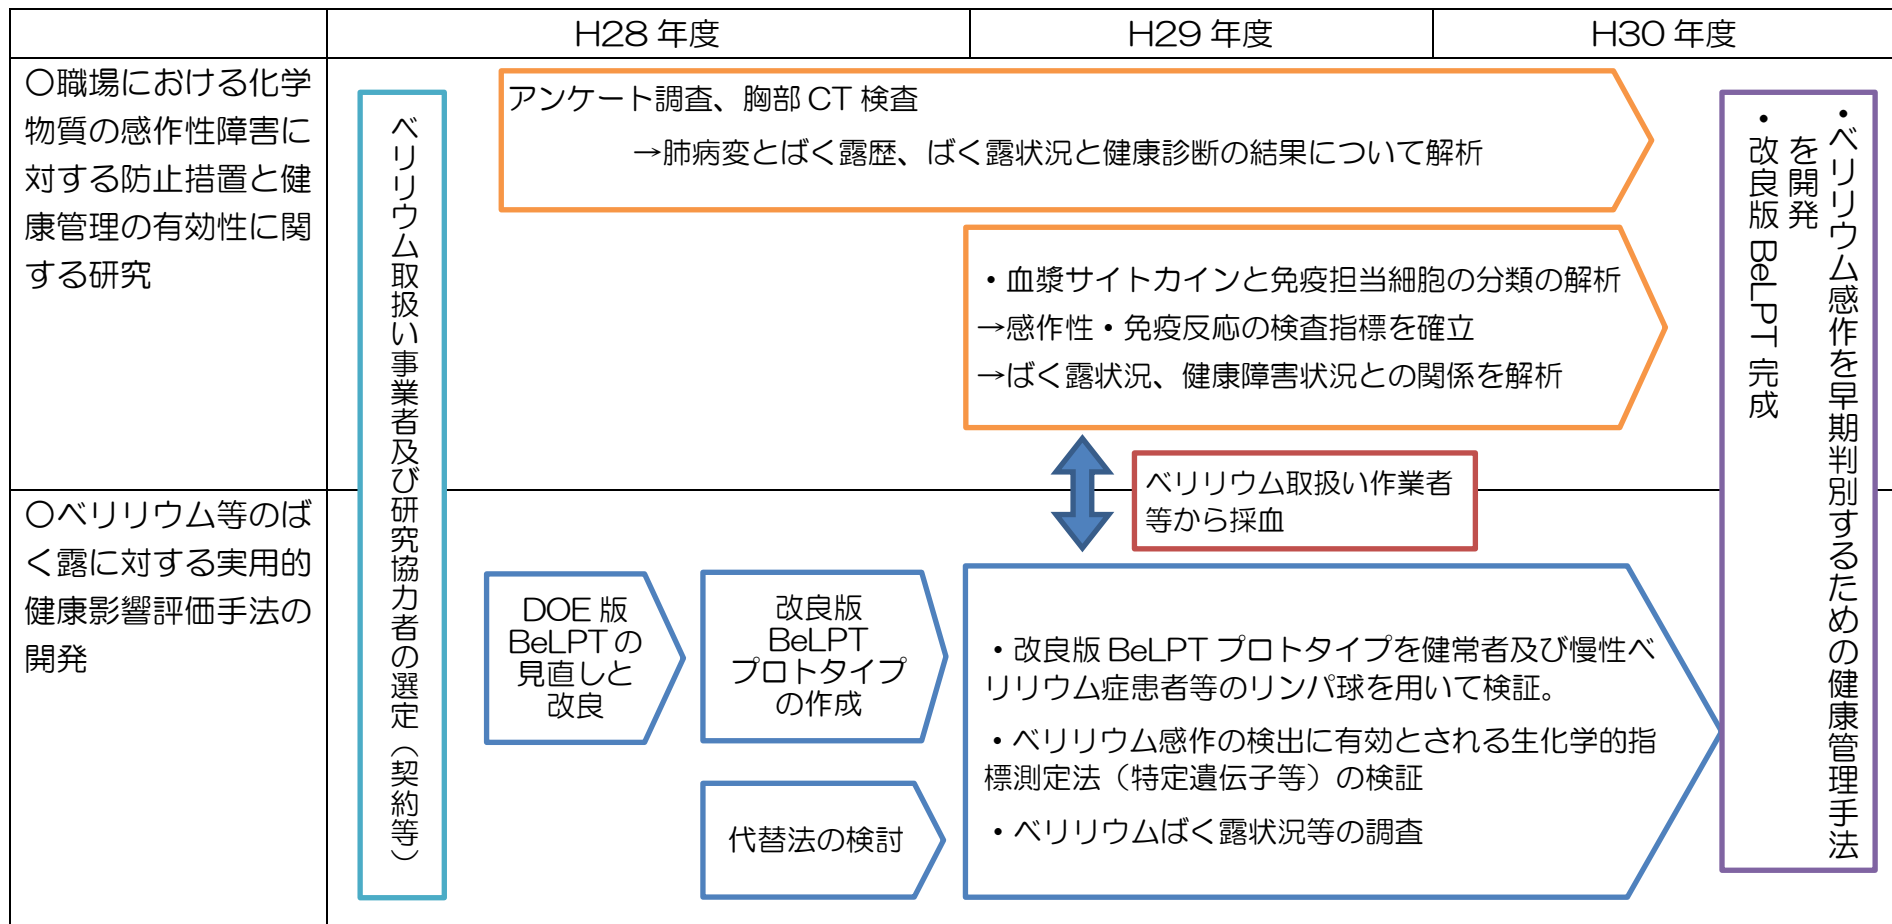 H28 年度
H29 年度
H30 年度
〇職場における化学
物質の感作性障害に
対する防止措置と健
康管理の有効性に関
する研究
ベリリウム取扱い事業者及び研究協力者の選定（契約等）
アンケート調査、胸部 CT 検査
→肺病変とばく露歴、ばく露状況と健康診断の結果について解析
・血漿サイトカインと免疫担当細胞の分類の解析
→感作性・免疫反応の検査指標を確立
→ばく露状況、健康障害状況との関係を解析
ベリリウム取扱い作業者
等から採血
〇ベリリウム等のば
く露に対する実用的
健康影響評価手法の
開発
DOE 版
BeLPT の
見直しと
改良
改良版
BeLPT
プロトタイプ
の作成
代替法の検討
・改良版 BeLPT プロトタイプを健常者及び慢性ベ
リリウム症患者等のリンパ球を用いて検証。
・ベリリウム感作の検出に有効とされる生化学的指
標測定法（特定遺伝子等）の検証
・ベリリウムばく露状況等の調査
・ベリリウム感作を早期判別するための健康管理手法
を開発
・改良版 BeLPT 完成